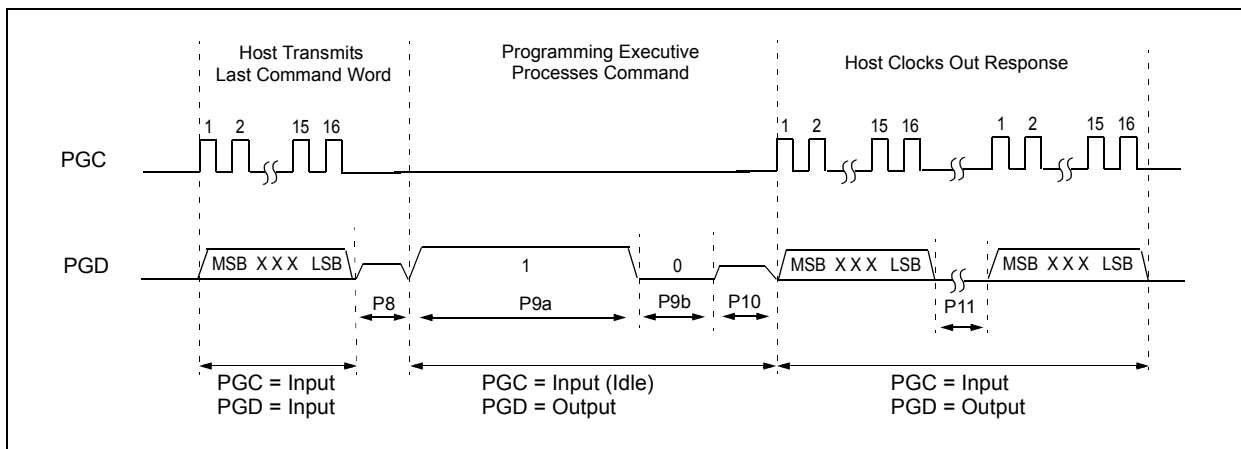 Host Transmits
Last Command Word
Programming Executive
Processes Command
Host Clocks Out Response
1 2 15 16
1 2 15 16
1 2 15 16
PGC
PGD
MSB X X X LSB
1
0
MSB X X X LSB
MSB X X X LSB
P8
P9a
P9b
P10
P11
PGC = Input
PGD = Input
PGC = Input (Idle)
PGD = Output
PGC = Input
PGD = Output